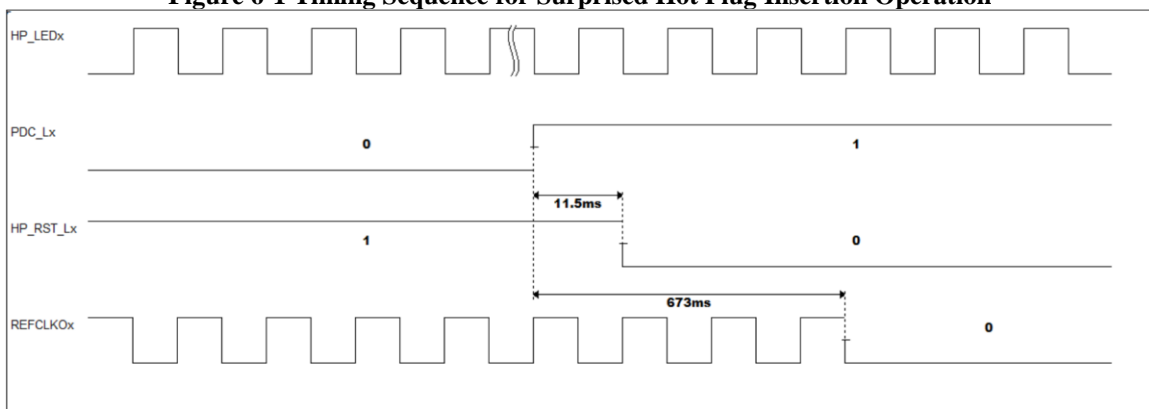 Figure 6-1 Timing Sequence for Surprised Hot Plug Insertion Operation
HP_LEDx
PDC_Lx
0
1
11.5ms
HP_RST_Lx
1
0
673ms
REFCLKOx
0